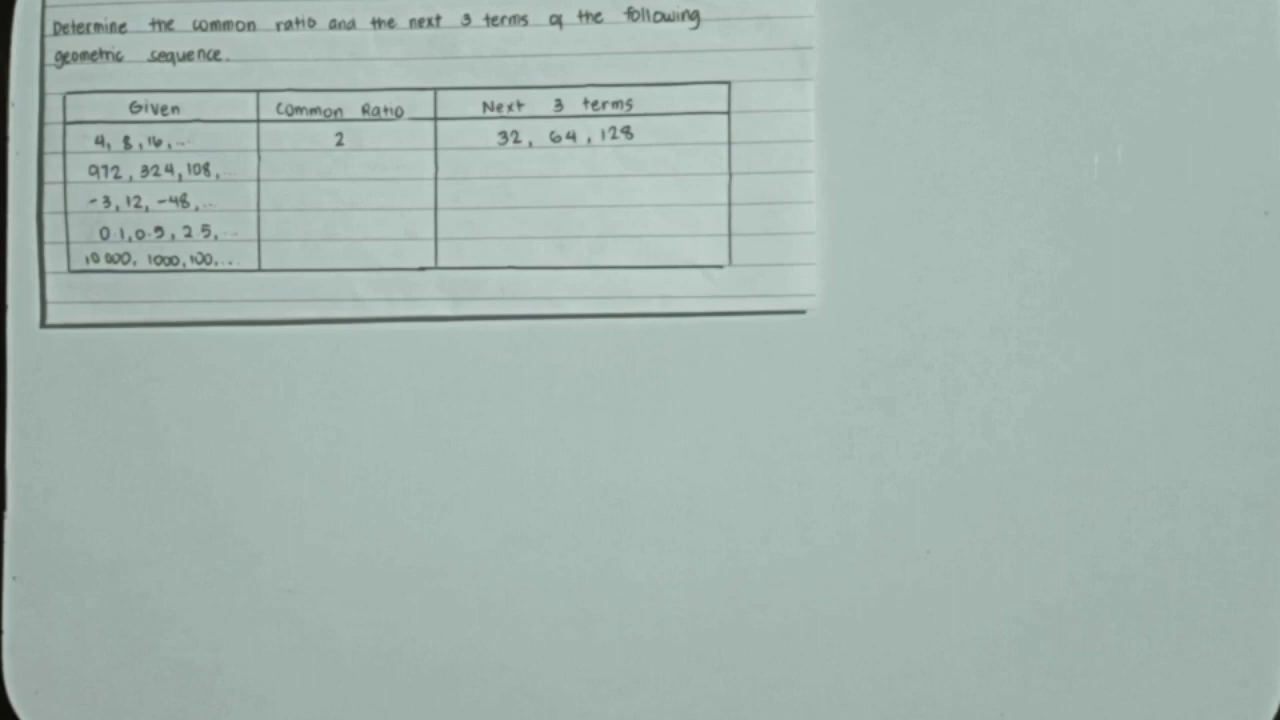 Determine the common ratio and the next 3 terms of the following
geometric sequence.
Given Common Ratio Next 3 terms
4, 8, 16, ... 2 32, 64, 128
972, 324, 108, ...
-3, 12, -48, ...
0.1, 0.5, 2.5, ...
10 000, 1000, 100, ...